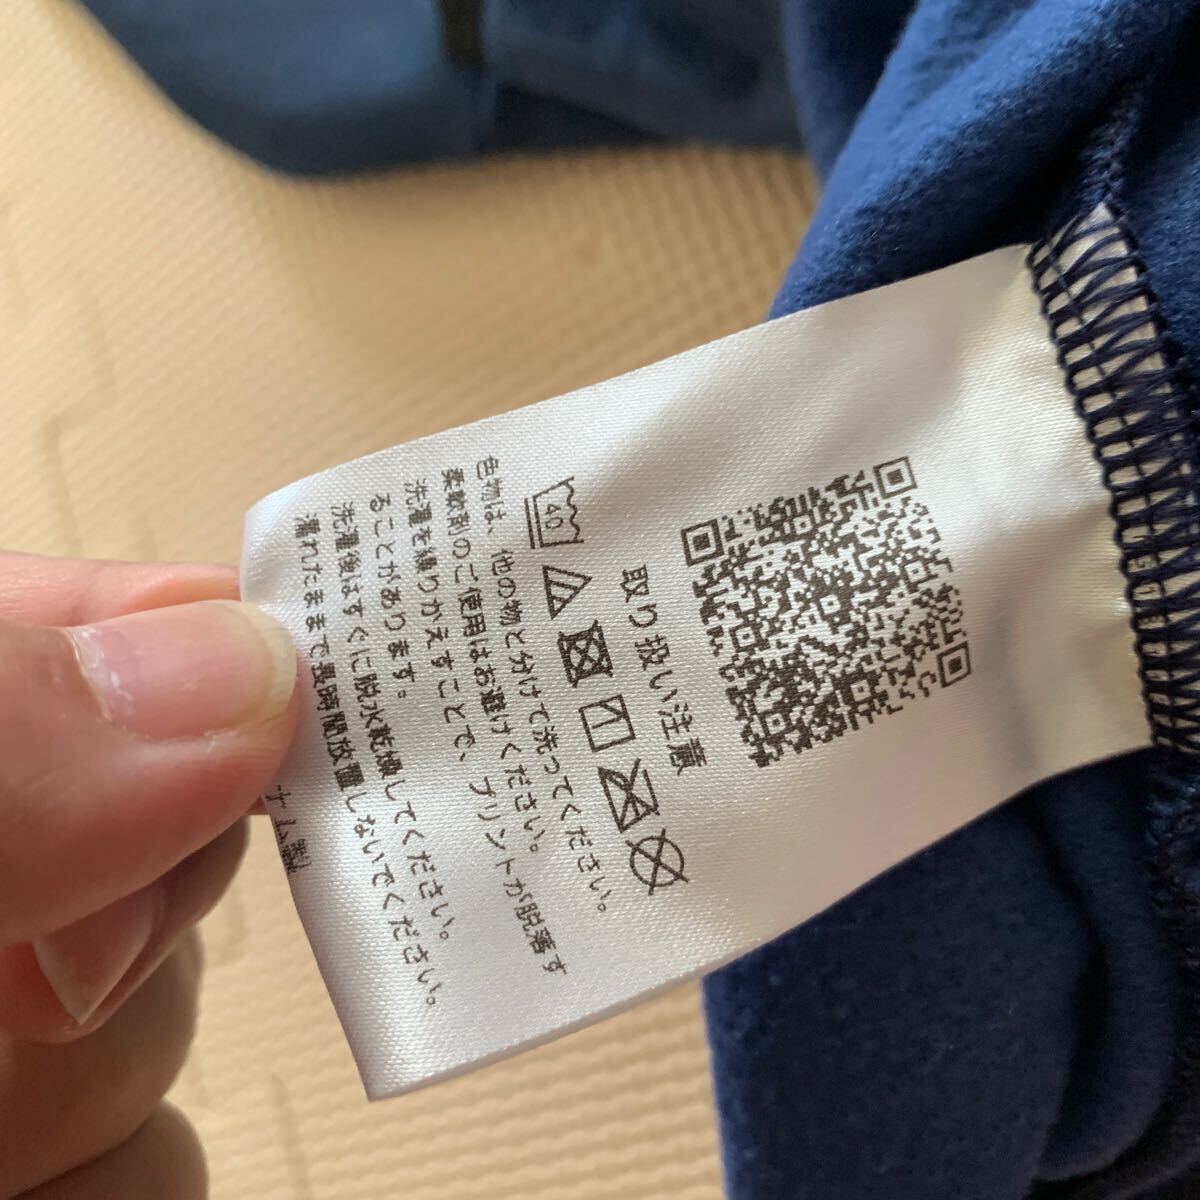 取り扱い注意
40
色物は、他の物と分けて洗ってください。
柔軟剤のご使用はお避けください。
洗濯を繰りかえすことで、プリントが脱落す
ることがあります。
洗濯後はすぐに脱水乾燥してください。
濡れたままで長時間放置しないでください。